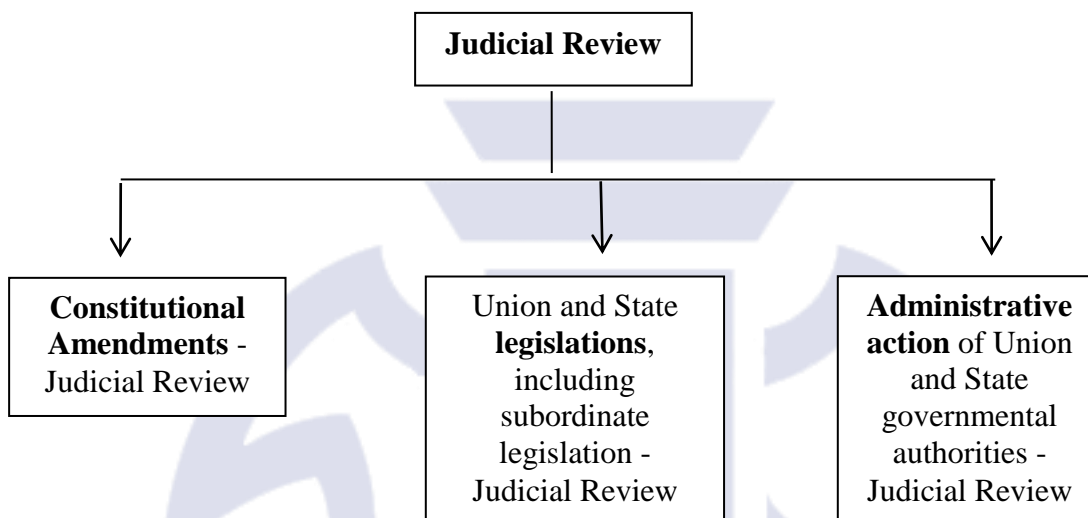 Judicial Review
Constitutional
Amendments -
Judicial Review
Union and State
legislations,
including
subordinate
legislation -
Judicial Review
Administrative
action of Union
and State
governmental
authorities -
Judicial Review